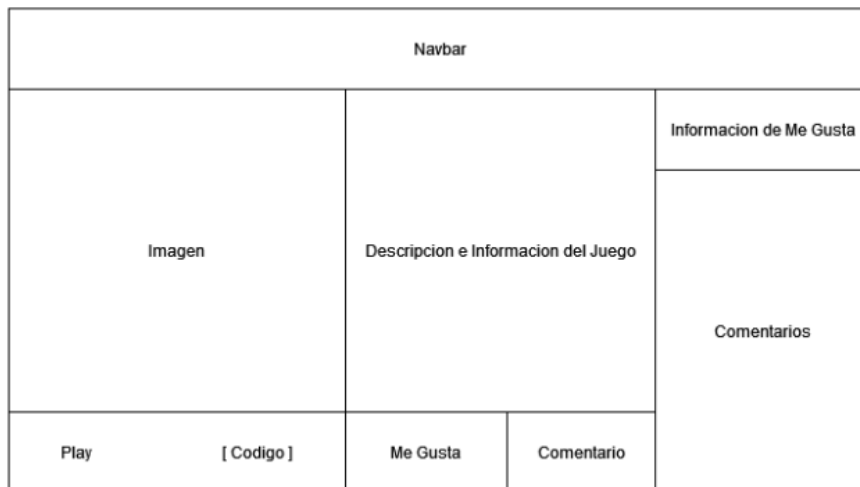 Navbar
Imagen
Descripcion e Informacion del Juego
Informacion de Me Gusta
Comentarios
Play
[ Codigo ]
Me Gusta
Comentario